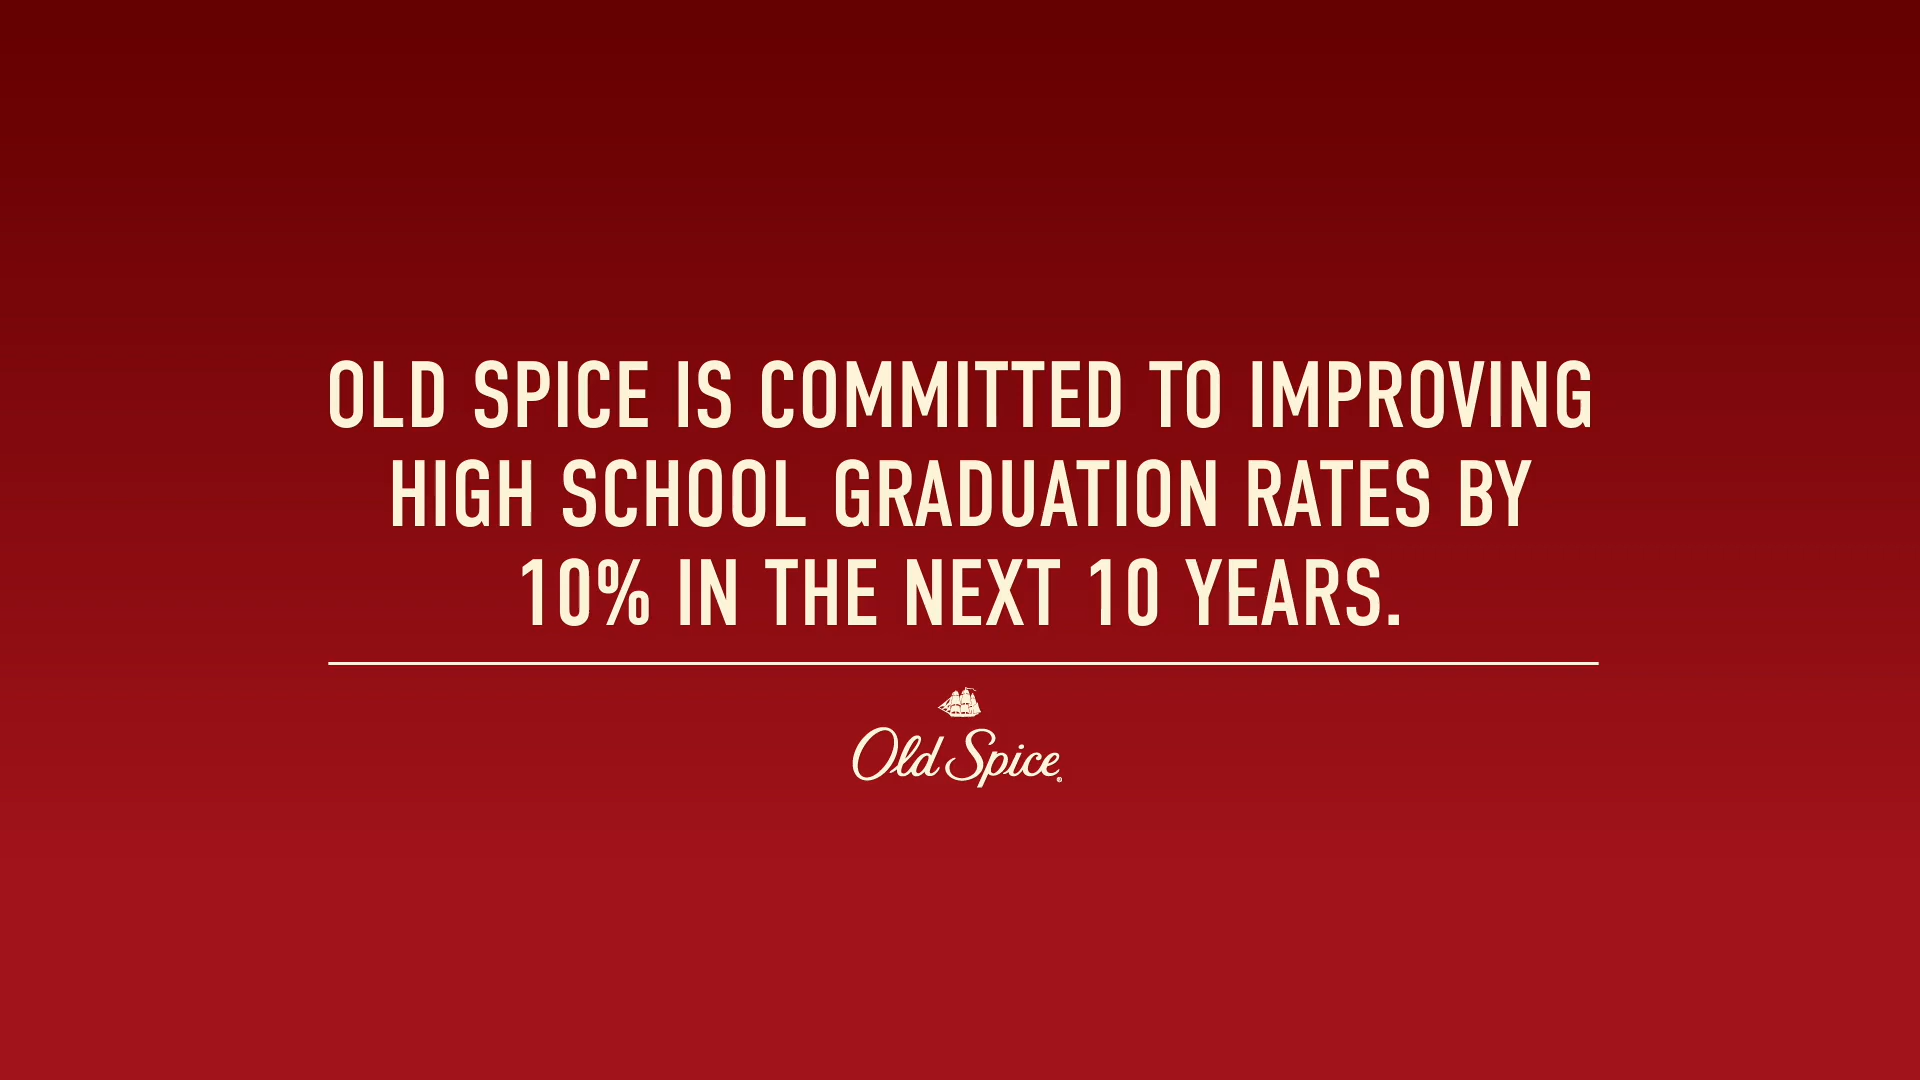 OLD SPICE IS COMMITTED TO IMPROVING
HIGH SCHOOL GRADUATION RATES BY
10% IN THE NEXT 10 YEARS.
Old Spice®